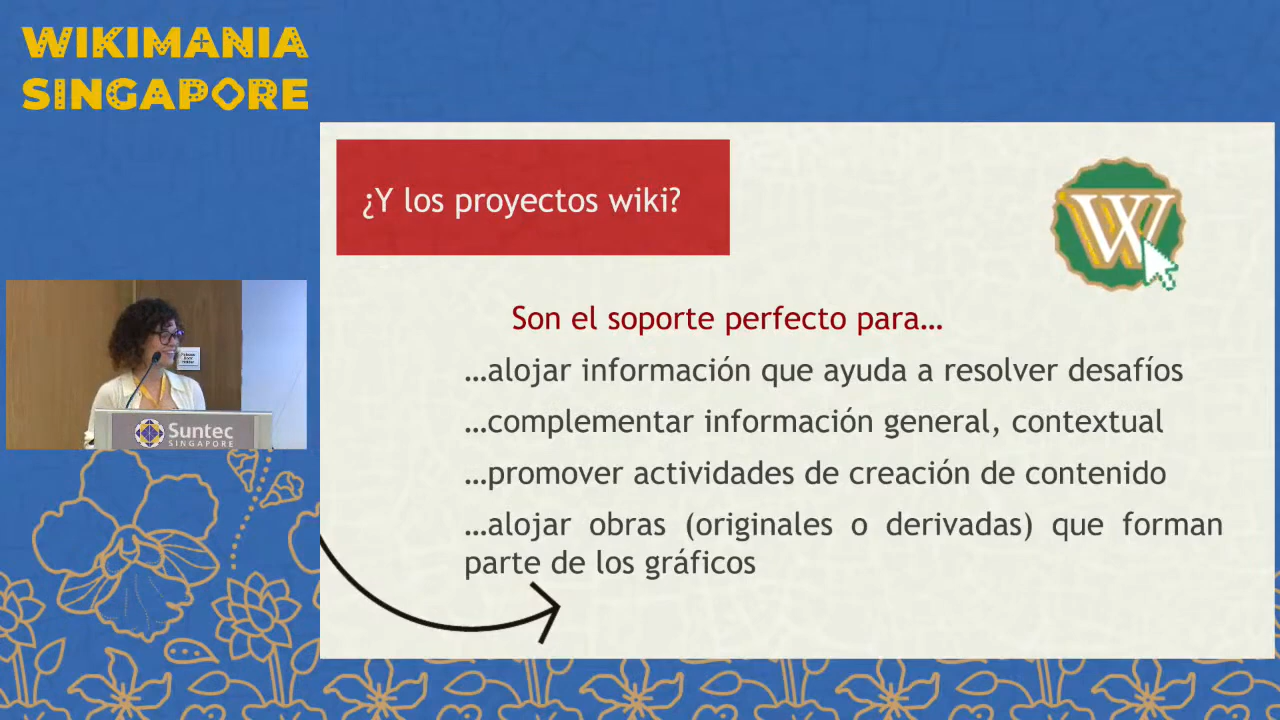 WIKIMANIA
SINGAPORE
¿Y los proyectos wiki?
W
Son el soporte perfecto para...
...alojar información que ayuda a resolver desafíos
...complementar información general, contextual
...promover actividades de creación de contenido
...alojar obras (originales o derivadas) que forman
parte de los gráficos
Suntec
SINGAPORE